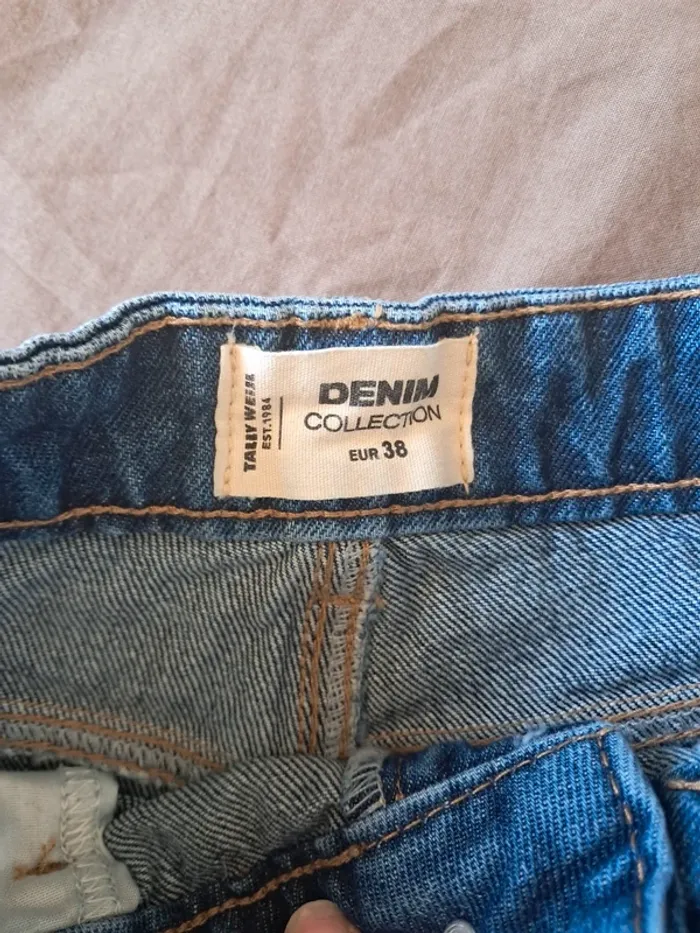 TALLY WEIJL
EST.1984
DENIM
COLLECTION
EUR 38